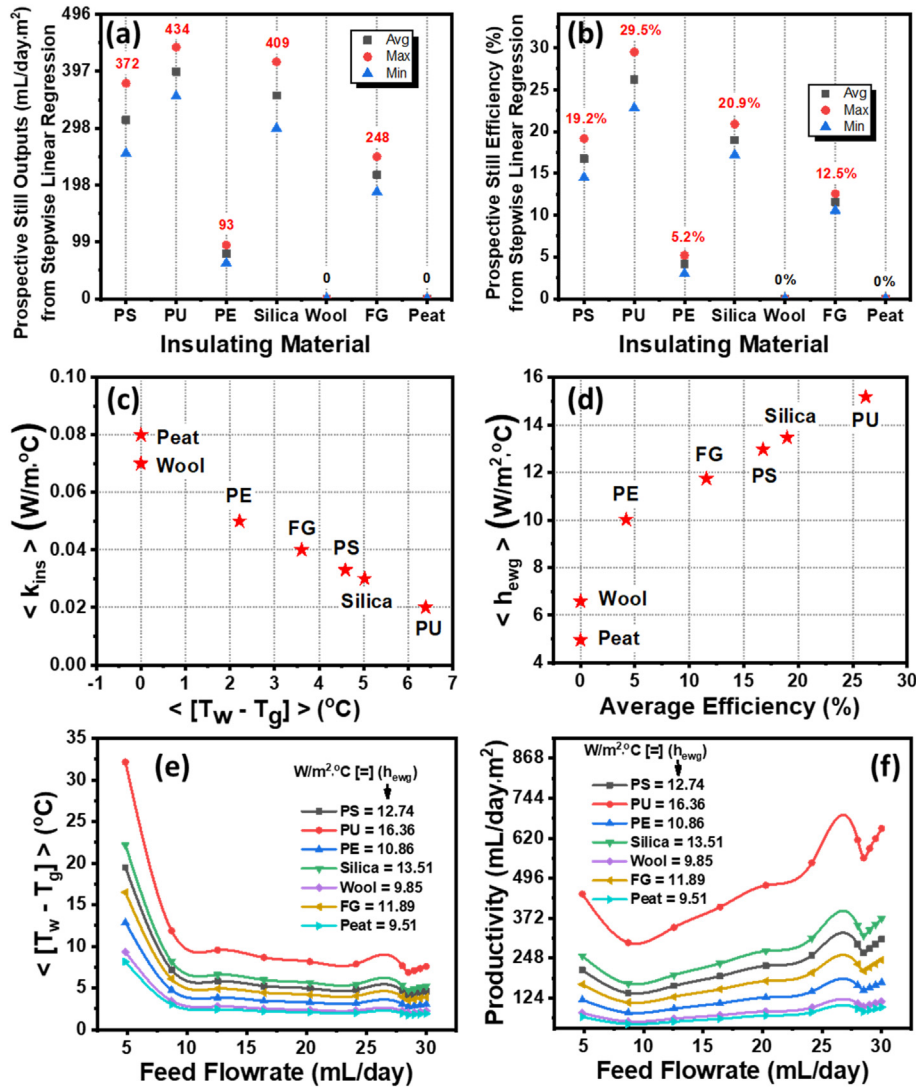 (a)
Prospective Still Outputs (mL/day.m²)
from Stepwise Linear Regression
496
397
298
198
99
0
372
434
93
409
0
248
0
Avg
Max
Min
PS PU PE Silica Wool FG Peat
Insulating Material
(b)
Prospective Still Efficiency (%)
from Stepwise Linear Regression
30
25
20
15
10
5
0
19.2%
29.5%
5.2%
20.9%
0%
12.5%
0%
Avg
Max
Min
PS PU PE Silica Wool FG Peat
Insulating Material
(c)
< k_ins > (W/m.°C)
0.10
0.08
0.06
0.04
0.02
0.00
Peat
Wool
PE
FG
PS
Silica
PU
-1 0 1 2 3 4 5 6 7
< [T_W - T_g] > (°C)
(d)
< h_ewg > (W/m².°C)
16
14
12
10
8
6
4
Silica
PU
FG
PS
PE
Wool
Peat
0 5 10 15 20 25 30
Average Efficiency (%)
(e)
< [T_w - T_g] > (°C)
35
30
25
20
15
10
5
0
W/m².°C [=] (h_ewg)
PS = 12.74
PU = 16.36
PE = 10.86
Silica = 13.51
Wool = 9.85
FG = 11.89
Peat = 9.51
5 10 15 20 25 30
Feed Flowrate (mL/day)
(f)
Productivity (mL/day.m²)
868
744
620
496
372
248
124
W/m².°C [=] (h_ewg)
PS = 12.74
PU = 16.36
PE = 10.86
Silica = 13.51
Wool = 9.85
FG = 11.89
Peat = 9.51
5 10 15 20 25 30
Feed Flowrate (mL/day)